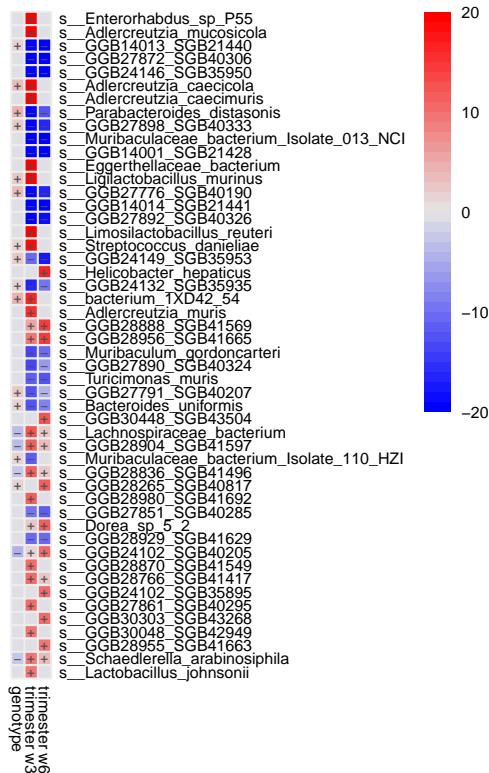 s__Enterorhabdus_sp_P55
s__Adlercreutzia_mucosicola
+ − − s__GGB14013_SGB21440
− − s__GGB27872_SGB40306
− − s__GGB24146_SGB35950
+ + s__Adlercreutzia_caecicola
+ s__Adlercreutzia_caecimuris
+ − − s__Parabacteroides_distasonis
+ − − s__GGB27898_SGB40333
− − s__Muribaculaceae_bacterium_Isolate_013_NCI
− − s__GGB14001_SGB21428
+ s__Eggerthellaceae_bacterium
+ + s__Ligilactobacillus_murinus
+ − − s__GGB27776_SGB40190
− − s__GGB14014_SGB21441
− − s__GGB27892_SGB40326
+ s__Limosilactobacillus_reuteri
+ + s__Streptococcus_danieliae
+ − − s__GGB24149_SGB35953
+ s__Helicobacter_hepaticus
+ − − s__GGB24132_SGB35935
+ + s__bacterium_1XD42_54
+ s__Adlercreutzia_muris
+ + s__GGB28888_SGB41569
+ + s__GGB28956_SGB41665
− − s__Muribaculum_gordoncarteri
− − s__GGB27890_SGB40324
− − s__Turicimonas_muris
+ − − s__GGB27791_SGB40207
+ − − s__Bacteroides_uniformis
+ s__GGB30448_SGB43504
− + + s__Lachnospiraceae_bacterium
− + + s__GGB28904_SGB41597
+ − s__Muribaculaceae_bacterium_Isolate_110_HZI
− + + s__GGB28836_SGB41496
+ + s__GGB28265_SGB40817
+ s__GGB28980_SGB41692
− − s__GGB27851_SGB40285
+ + s__Dorea_sp_5_2
− − s__GGB28929_SGB41629
− + + s__GGB24102_SGB40205
+ s__GGB28870_SGB41549
+ + s__GGB28766_SGB41417
+ s__GGB24102_SGB35895
+ s__GGB27861_SGB40295
+ s__GGB30303_SGB43268
+ s__GGB30048_SGB42949
+ s__GGB28955_SGB41663
− + + s__Schaedlerella_arabinosiphila
+ s__Lactobacillus_johnsonii
genotype
trimester w3
trimester w6
20
10
0
−10
−20